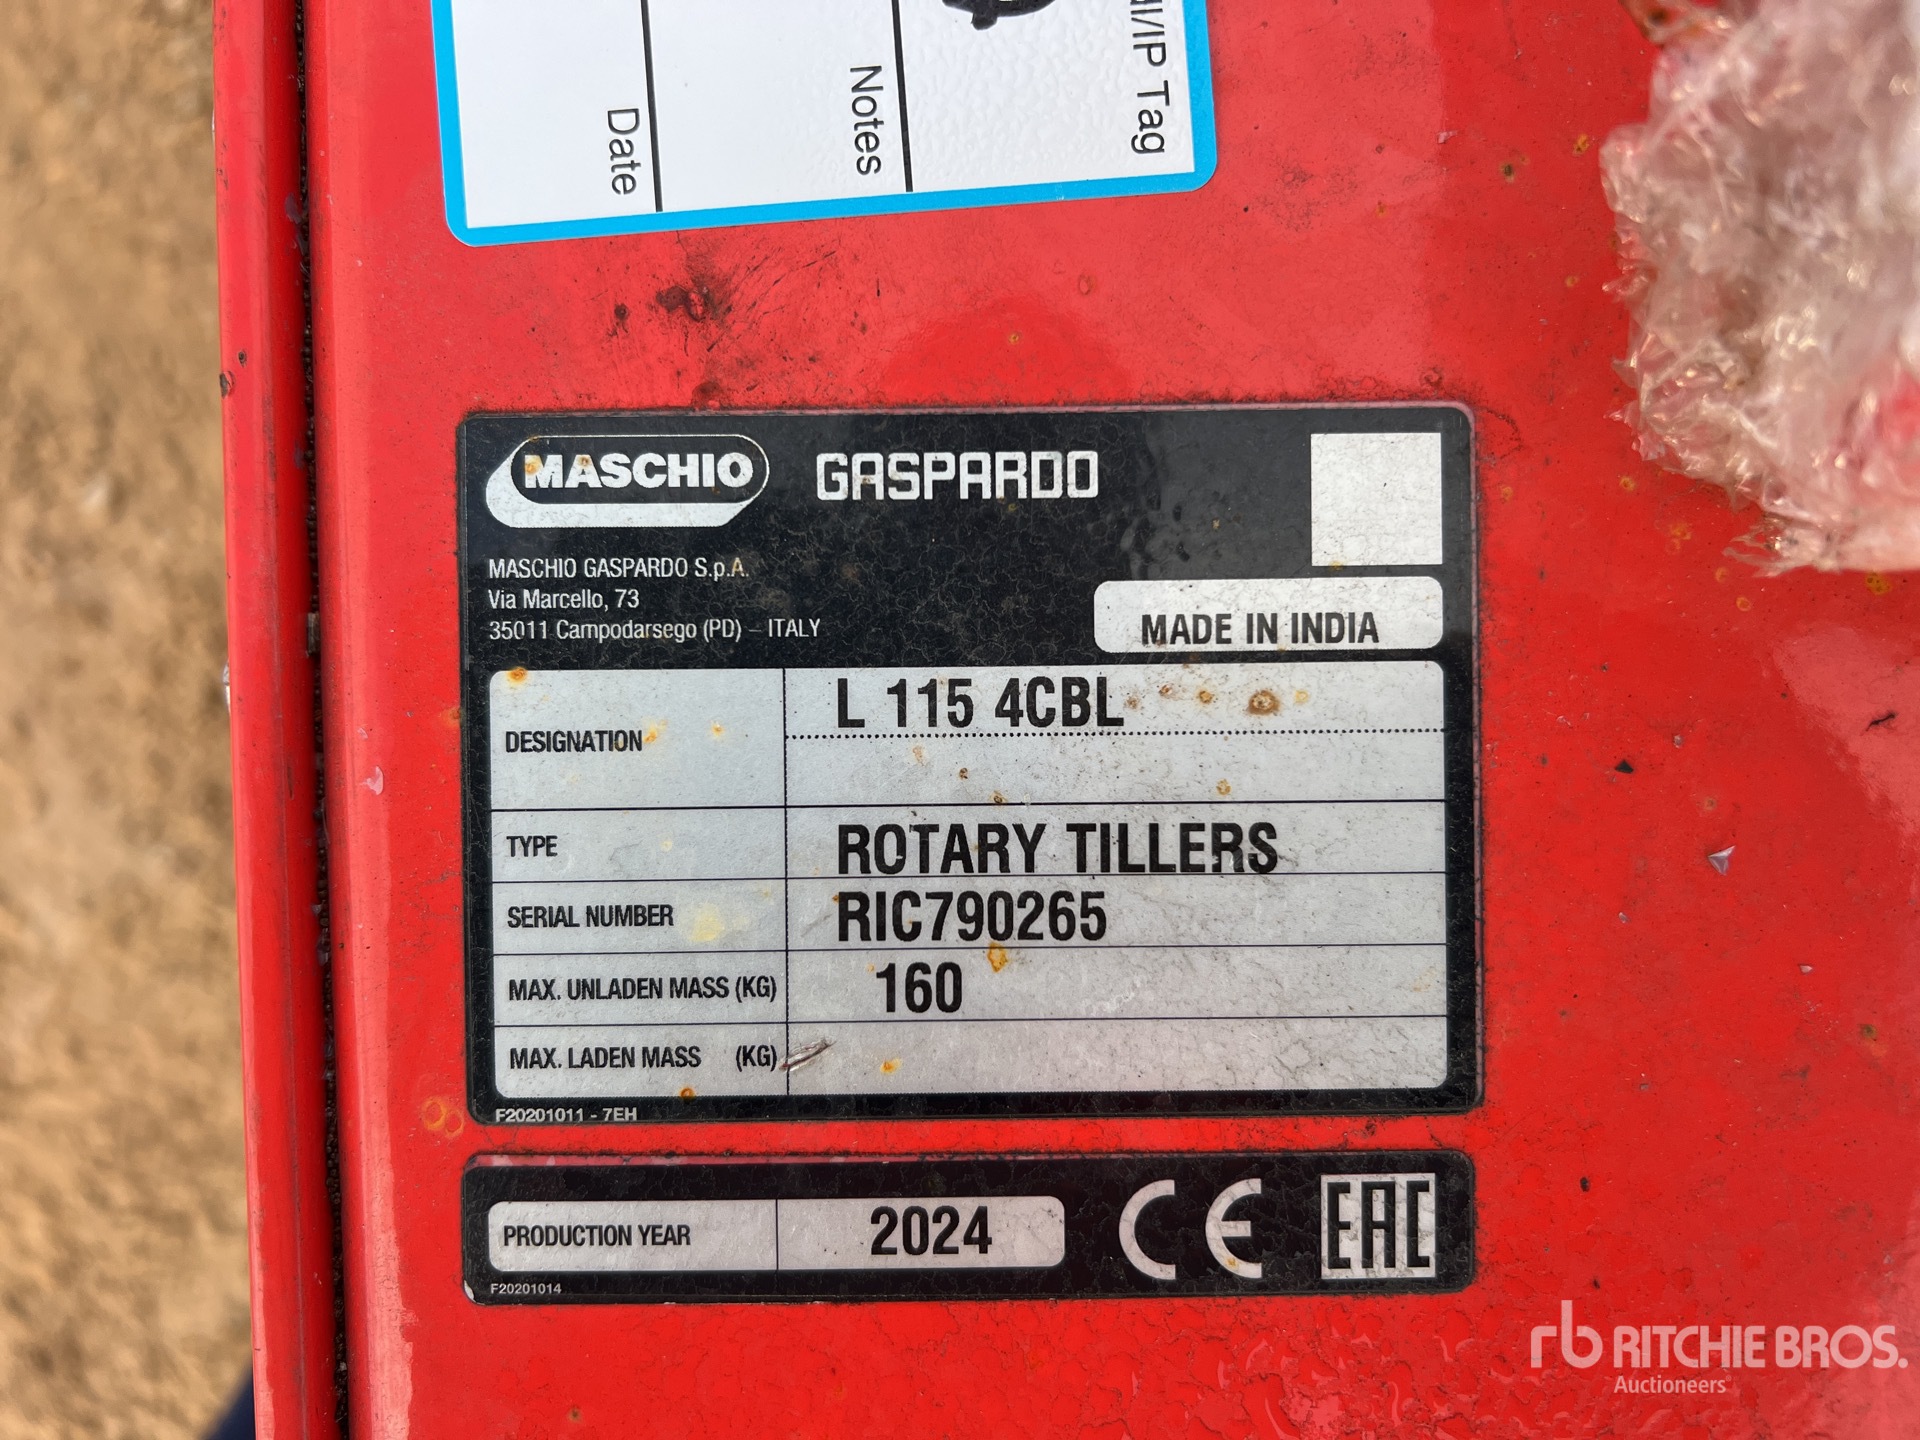 Tag
Notes
Date
MASCHIO GASPARDO
MASCHIO GASPARDO S.p.A.
Via Marcello, 73
35011 Campodarsego (PD) – ITALY
MADE IN INDIA
DESIGNATION L 115 4CBL
TYPE ROTARY TILLERS
SERIAL NUMBER RIC790265
MAX. UNLADEN MASS (KG) 160
MAX. LADEN MASS (KG)
F20201011 - 7EH
PRODUCTION YEAR 2024 CE EAC
F20201014
rb RITCHIE BROS.
Auctioneers